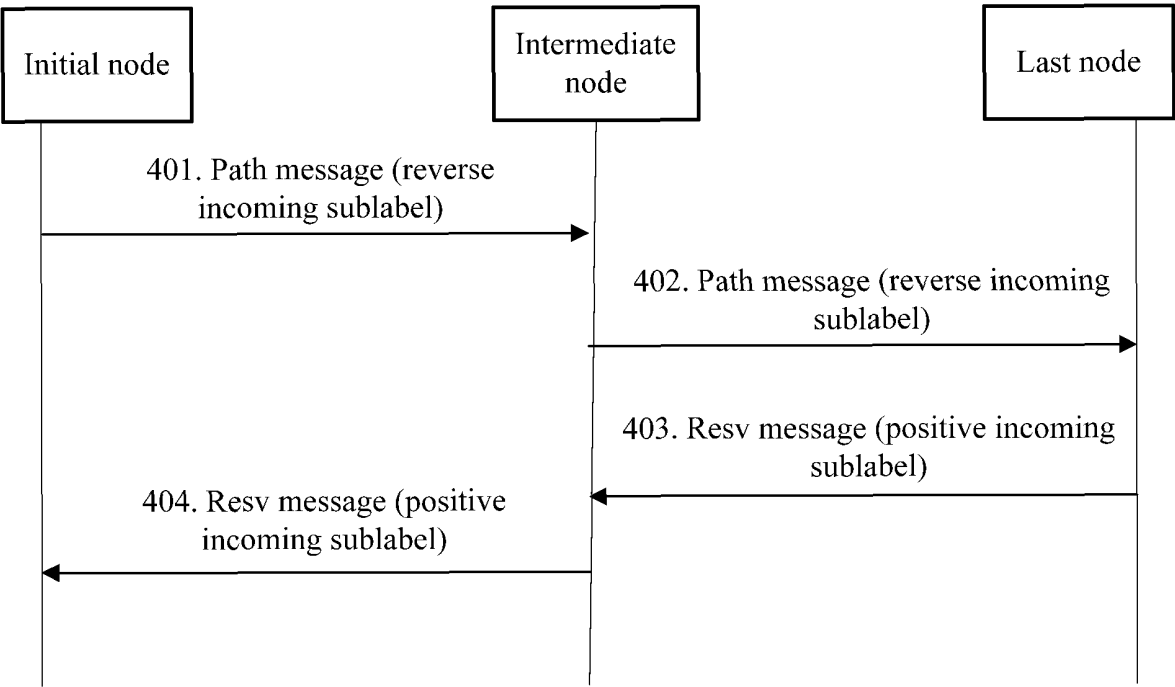 Initial node
Intermediate
node
Last node
401. Path message (reverse
incoming sublabel)
402. Path message (reverse incoming
sublabel)
403. Resv message (positive incoming
sublabel)
404. Resv message (positive
incoming sublabel)